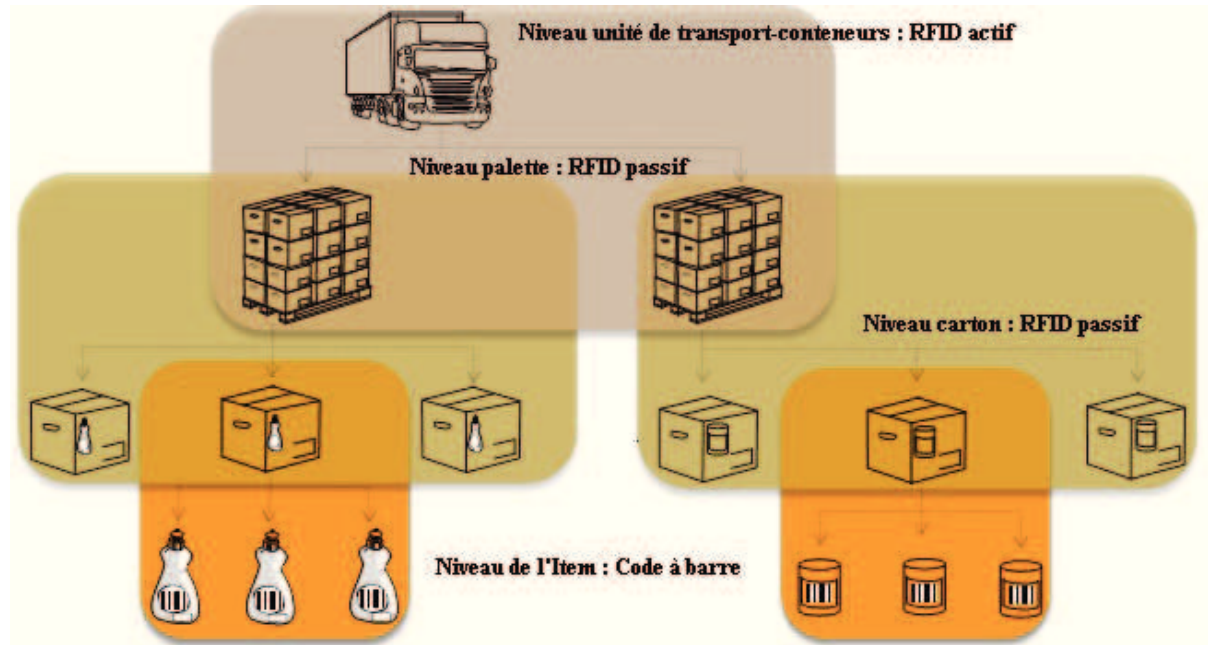 Niveau unité de transport-conteneurs : RFID actif
Niveau palette : RFID passif
Niveau carton : RFID passif
Niveau de l'Item : Code à barre